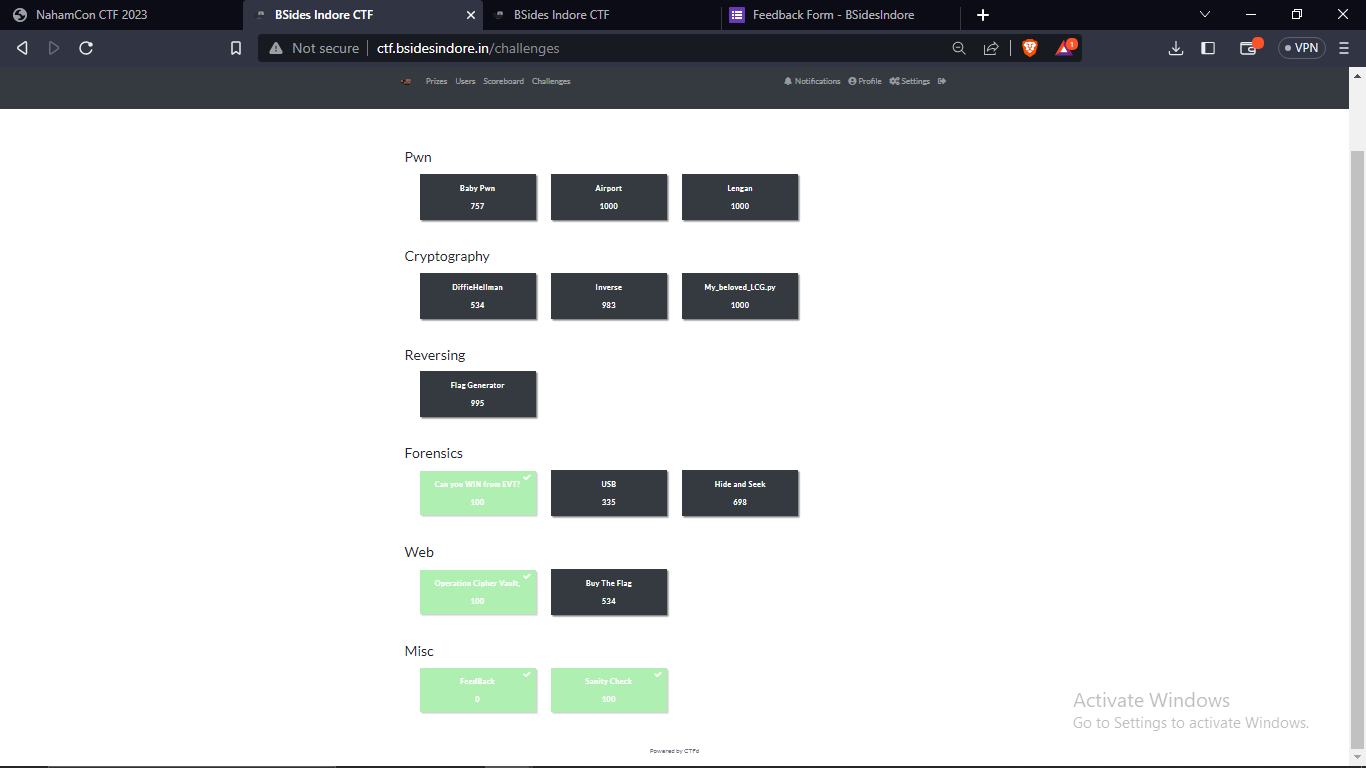 NahamCon CTF 2023
BSides Indore CTF
BSides Indore CTF
Feedback Form - BSidesIndore
Not secure
ctf.bsidesindore.in/challenges
1
VPN
Prizes Users Scoreboard Challenges
Notifications Profile Settings
Pwn
Baby Pwn
757
Airport
1000
Lengan
1000
Cryptography
DiffieHellman
534
Inverse
983
My_beloved_LCG.py
1000
Reversing
Flag Generator
995
Forensics
Can you WIN from EVT?
100
USB
335
Hide and Seek
698
Web
Operation Cipher Vault,
100
Buy The Flag
534
Misc
FeedBack
0
Sanity Check
100
Activate Windows
Go to Settings to activate Windows.
Powered by CTFd